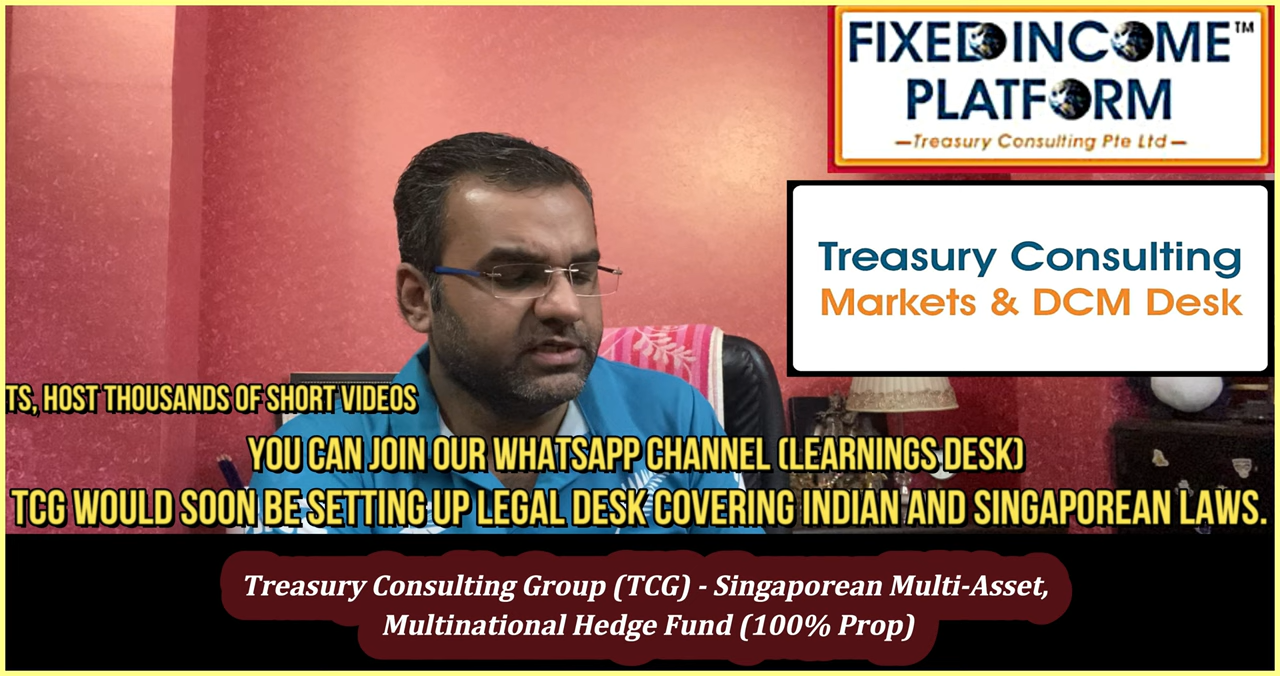 FIXED INCOME™
PLATFORM
—Treasury Consulting Pte Ltd—
Treasury Consulting
Markets & DCM Desk
TS, HOST THOUSANDS OF SHORT VIDEOS
YOU CAN JOIN OUR WHATSAPP CHANNEL (LEARNINGS DESK)
TCG WOULD SOON BE SETTING UP LEGAL DESK COVERING INDIAN AND SINGAPOREAN LAWS.
Treasury Consulting Group (TCG) - Singaporean Multi-Asset,
Multinational Hedge Fund (100% Prop)